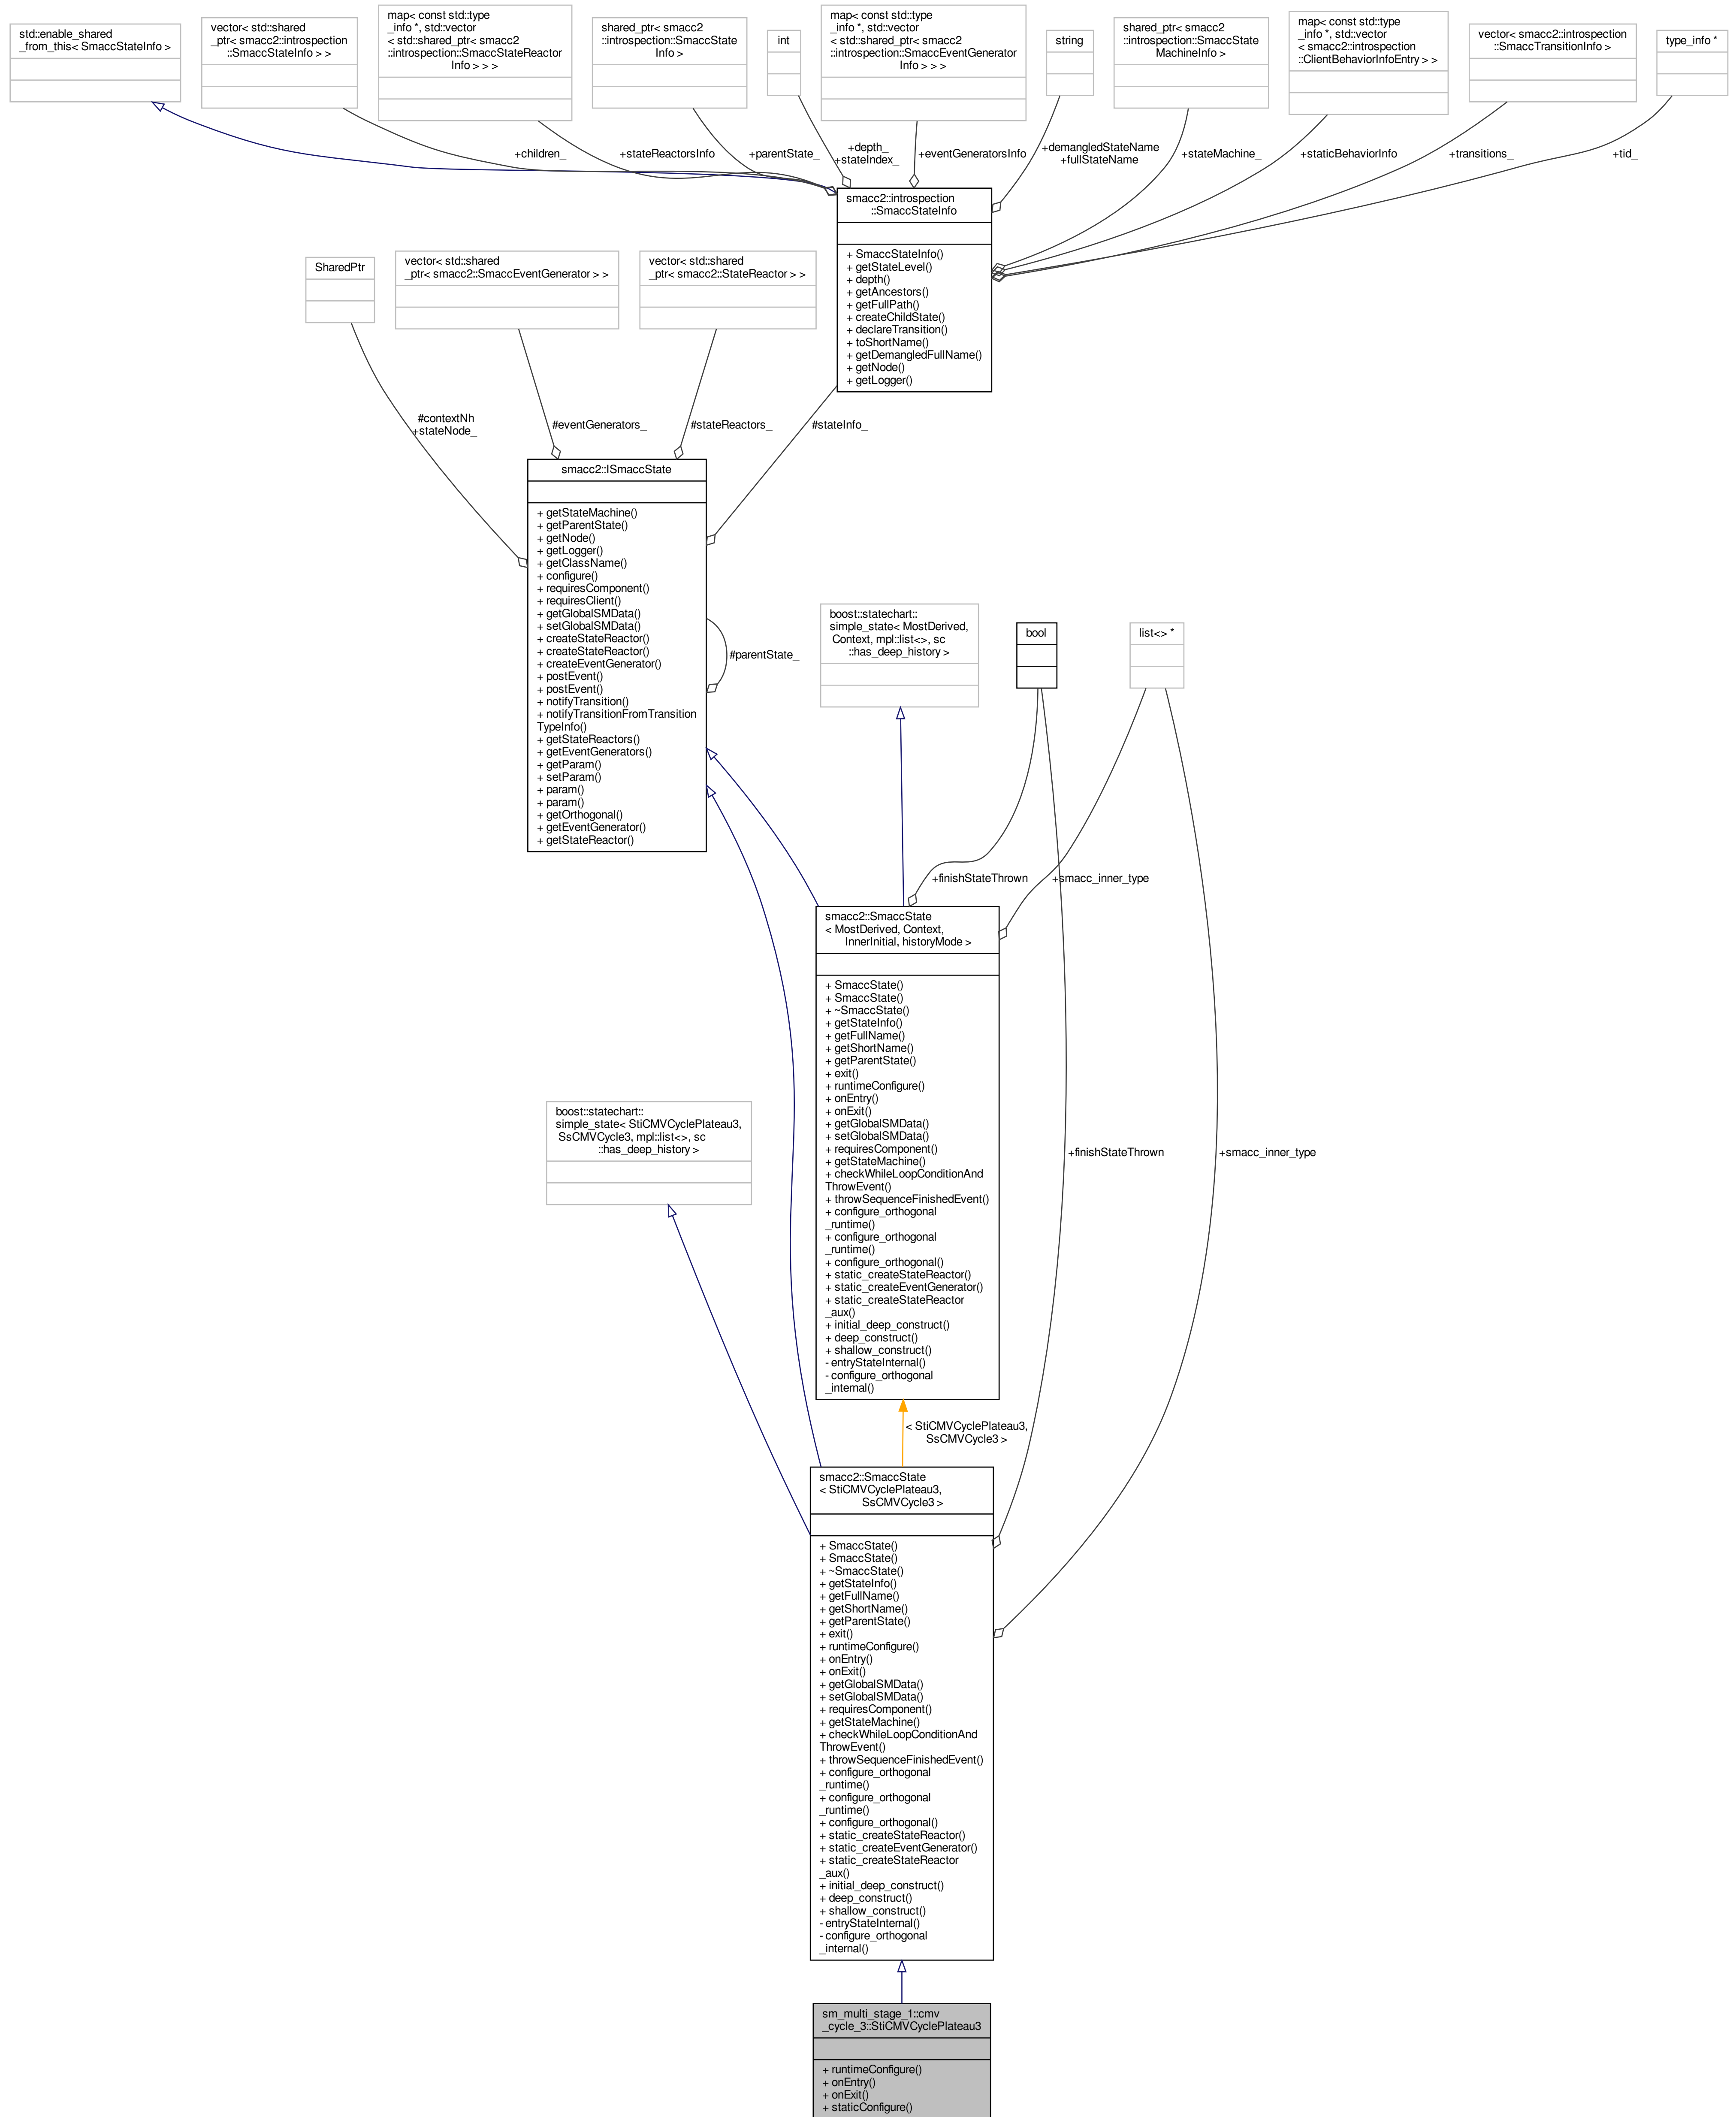 std::enable_shared
_from_this< SmaccStateInfo >
vector< std::shared
_ptr< smacc2::introspection
::SmaccStateInfo > >
map< const std::type
_info *, std::vector
< std::shared_ptr< smacc2
::introspection::SmaccStateReactor
Info > > >
shared_ptr< smacc2
::introspection::SmaccState
Info >
int
map< const std::type
_info *, std::vector
< std::shared_ptr< smacc2
::introspection::SmaccEventGenerator
Info > > >
string
shared_ptr< smacc2
::introspection::SmaccState
MachineInfo >
map< const std::type
_info *, std::vector
< smacc2::introspection
::ClientBehaviorInfoEntry > >
vector< smacc2::introspection
::SmaccTransitionInfo >
type_info *
+children_
+stateReactorsInfo
+parentState_
+depth_
+stateIndex_
+eventGeneratorsInfo
+demangledStateName
+fullStateName
+stateMachine_
+staticBehaviorInfo
+transitions_
+tid_
smacc2::introspection
::SmaccStateInfo
+ SmaccStateInfo()
+ getStateLevel()
+ depth()
+ getAncestors()
+ getFullPath()
+ createChildState()
+ declareTransition()
+ toShortName()
+ getDemangledFullName()
+ getNode()
+ getLogger()
SharedPtr
vector< std::shared
_ptr< smacc2::SmaccEventGenerator > >
vector< std::shared
_ptr< smacc2::StateReactor > >
#contextNh
+stateNode_
#eventGenerators_
#stateReactors_
#stateInfo_
smacc2::ISmaccState
+ getStateMachine()
+ getParentState()
+ getNode()
+ getLogger()
+ getClassName()
+ configure()
+ requiresComponent()
+ requiresClient()
+ getGlobalSMData()
+ setGlobalSMData()
+ createStateReactor()
+ createStateReactor()
+ createEventGenerator()
+ postEvent()
+ postEvent()
+ notifyTransition()
+ notifyTransitionFromTransition
TypeInfo()
+ getStateReactors()
+ getEventGenerators()
+ getParam()
+ setParam()
+ param()
+ param()
+ getOrthogonal()
+ getEventGenerator()
+ getStateReactor()
#parentState_
boost::statechart::
simple_state< MostDerived,
Context, mpl::list<>, sc
::has_deep_history >
bool
list<> *
+finishStateThrown
+smacc_inner_type
smacc2::SmaccState
< MostDerived, Context,
InnerInitial, historyMode >
+ SmaccState()
+ SmaccState()
+ ~SmaccState()
+ getStateInfo()
+ getFullName()
+ getShortName()
+ getParentState()
+ exit()
+ runtimeConfigure()
+ onEntry()
+ onExit()
+ getGlobalSMData()
+ setGlobalSMData()
+ requiresComponent()
+ getStateMachine()
+ checkWhileLoopConditionAnd
ThrowEvent()
+ throwSequenceFinishedEvent()
+ configure_orthogonal
_runtime()
+ configure_orthogonal
_runtime()
+ configure_orthogonal()
+ static_createStateReactor()
+ static_createEventGenerator()
+ static_createStateReactor
_aux()
+ initial_deep_construct()
+ deep_construct()
+ shallow_construct()
- entryStateInternal()
- configure_orthogonal
_internal()
boost::statechart::
simple_state< StiCMVCyclePlateau3,
SsCMVCycle3, mpl::list<>, sc
::has_deep_history >
+finishStateThrown
+smacc_inner_type
< StiCMVCyclePlateau3,
SsCMVCycle3 >
smacc2::SmaccState
< StiCMVCyclePlateau3,
SsCMVCycle3 >
+ SmaccState()
+ SmaccState()
+ ~SmaccState()
+ getStateInfo()
+ getFullName()
+ getShortName()
+ getParentState()
+ exit()
+ runtimeConfigure()
+ onEntry()
+ onExit()
+ getGlobalSMData()
+ setGlobalSMData()
+ requiresComponent()
+ getStateMachine()
+ checkWhileLoopConditionAnd
ThrowEvent()
+ throwSequenceFinishedEvent()
+ configure_orthogonal
_runtime()
+ configure_orthogonal
_runtime()
+ configure_orthogonal()
+ static_createStateReactor()
+ static_createEventGenerator()
+ static_createStateReactor
_aux()
+ initial_deep_construct()
+ deep_construct()
+ shallow_construct()
- entryStateInternal()
- configure_orthogonal
_internal()
sm_multi_stage_1::cmv
_cycle_3::StiCMVCyclePlateau3
+ runtimeConfigure()
+ onEntry()
+ onExit()
+ staticConfigure()